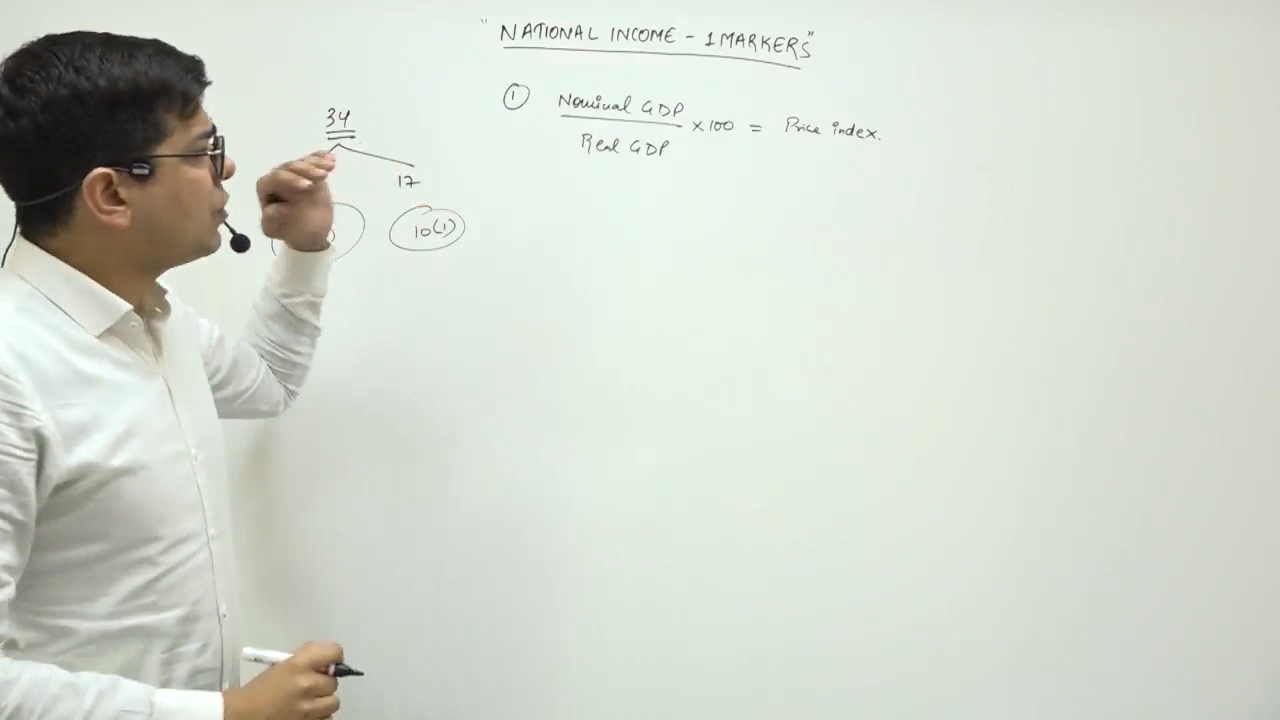 "NATIONAL INCOME - 1 MARKERS"
34
17
10(1)
① Nominal GDP
Real GDP
×100 = Price index.